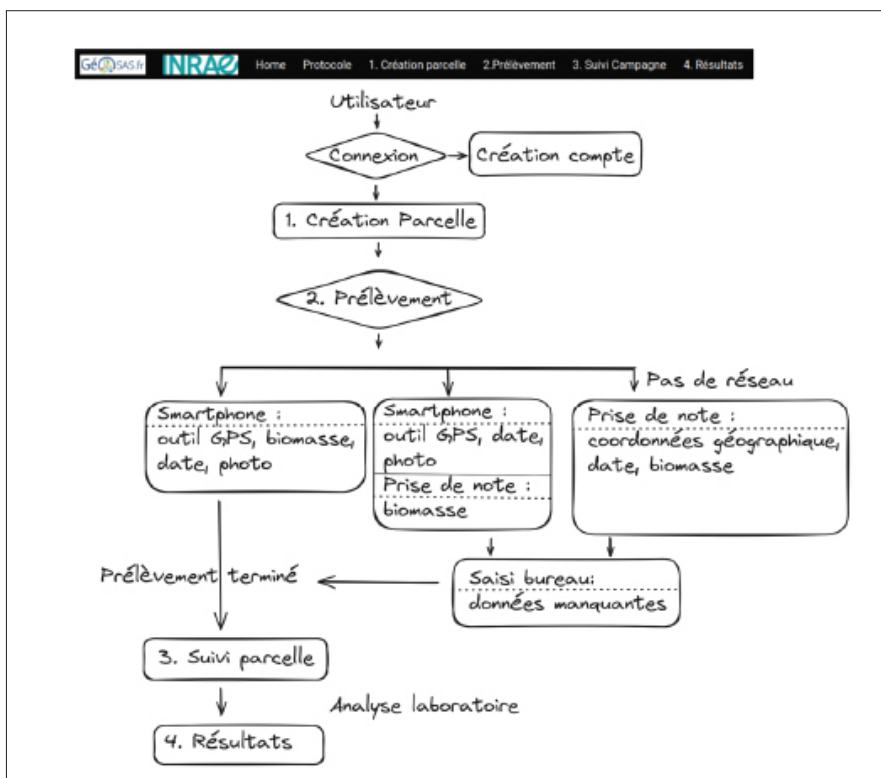 GéoSAS.fr INRAE Home Protocole 1. Création parcelle 2.Prélèvement 3. Suivi Campagne 4. Résultats
Utilisateur
Connexion
Création compte
1. Création Parcelle
2. Prélèvement
Pas de réseau
Smartphone :
outil GPS, biomasse,
date, photo
Smartphone :
outil GPS, date,
photo
Prise de note :
biomasse
Prise de note :
coordonnées géographique,
date, biomasse
Saisi bureau:
données manquantes
Prélèvement terminé
3. Suivi parcelle
Analyse laboratoire
4. Résultats